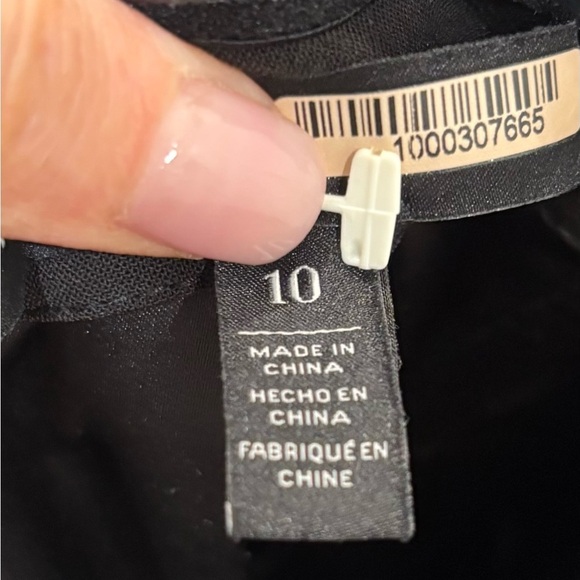 1000307665
10
MADE IN
CHINA
HECHO EN
CHINA
FABRIQUÉ EN
CHINE